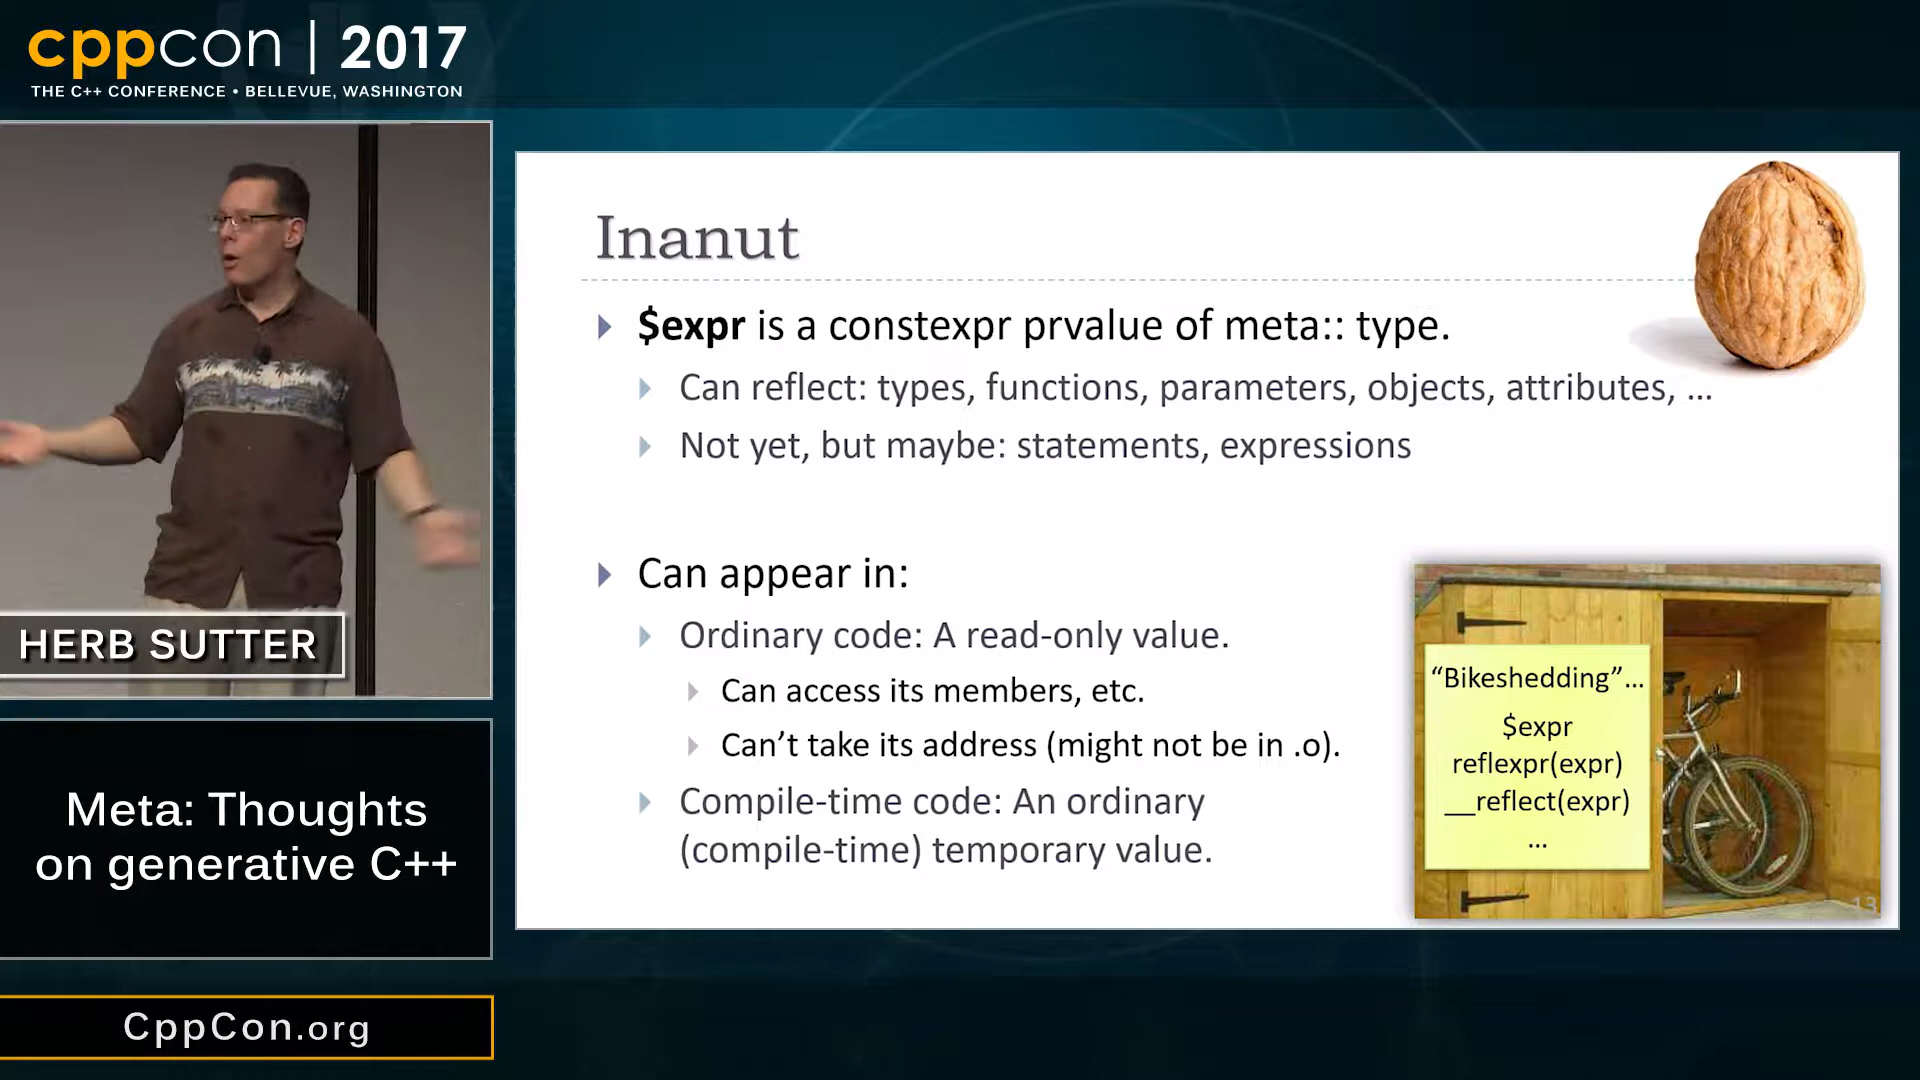 cppcon | 2017
THE C++ CONFERENCE • BELLEVUE, WASHINGTON
HERB SUTTER
Meta: Thoughts
on generative C++
CppCon.org
Inanut
$expr is a constexpr prvalue of meta:: type.
Can reflect: types, functions, parameters, objects, attributes, ...
Not yet, but maybe: statements, expressions
Can appear in:
Ordinary code: A read-only value.
Can access its members, etc.
Can’t take its address (might not be in .o).
Compile-time code: An ordinary
(compile-time) temporary value.
“Bikeshedding”...
$expr
reflexpr(expr)
__reflect(expr)
...
13